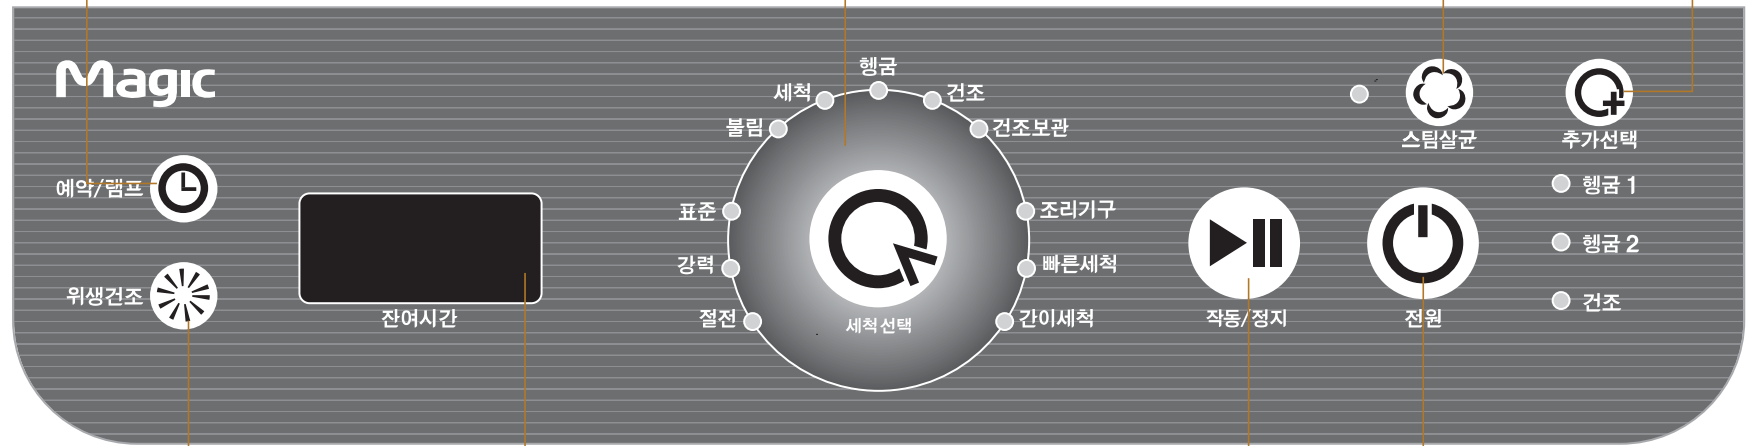 Magic
예약/램프
위생건조
잔여시간
헹굼
세척
건조
불림
건조보관
표준
조리기구
강력
빠른세척
절전
간이세척
세척선택
작동/정지
전원
스팀살균
추가선택
헹굼 1
헹굼 2
건조